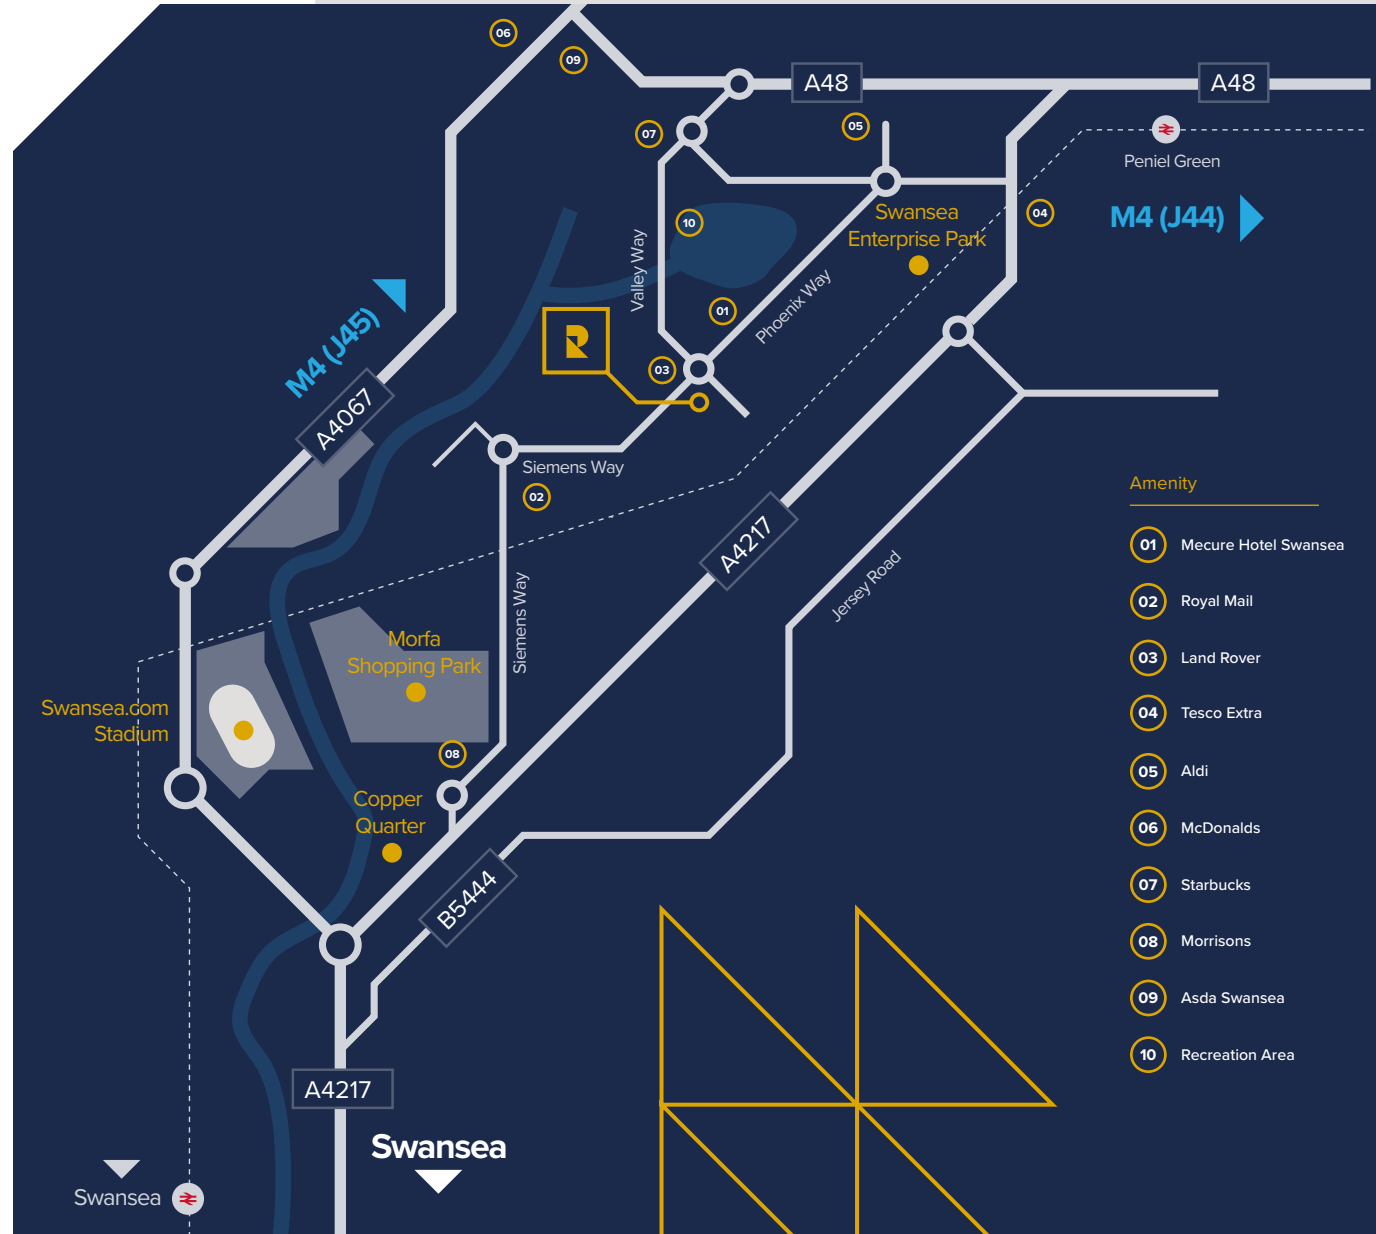 06
09
A48
A48
07
05
Peniel Green
10
Swansea
Enterprise Park
04
M4 (J44)
Valley Way
01
Phoenix Way
M4 (J45)
R
03
A4067
Siemens Way
02
A4217
Jersey Road
Siemens Way
Morfa
Shopping Park
Swansea.com
Stadium
08
Copper
Quarter
B5444
A4217
Swansea
Swansea
Amenity
01 Mecure Hotel Swansea
02 Royal Mail
03 Land Rover
04 Tesco Extra
05 Aldi
06 McDonalds
07 Starbucks
08 Morrisons
09 Asda Swansea
10 Recreation Area